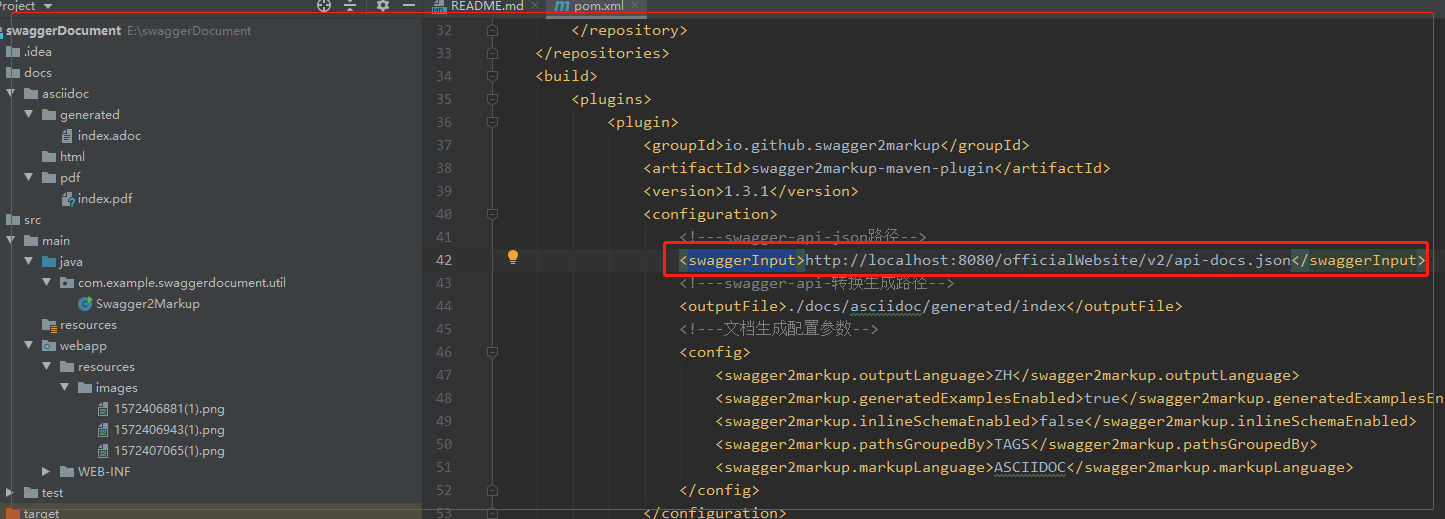 Project
swaggerDocument E:\swaggerDocument
.idea
docs
asciidoc
generated
index.adoc
html
pdf
index.pdf
src
main
java
com.example.swaggerdocument.util
Swagger2Markup
resources
webapp
resources
images
1572406881(1).png
1572406943(1).png
1572407065(1).png
WEB-INF
test
target
README.md
pom.xml
32 </repository>
33 </repositories>
34 <build>
35 <plugins>
36 <plugin>
37 <groupId>io.github.swagger2markup</groupId>
38 <artifactId>swagger2markup-maven-plugin</artifactId>
39 <version>1.3.1</version>
40 <configuration>
41 <!---swagger-api-json路径-->
42 <swaggerInput>http://localhost:8080/officialWebsite/v2/api-docs.json</swaggerInput>
43 <!---swagger-api-转换生成路径-->
44 <outputFile>./docs/asciidoc/generated/index</outputFile>
45 <!---文档生成配置参数-->
46 <config>
47 <swagger2markup.outputLanguage>ZH</swagger2markup.outputLanguage>
48 <swagger2markup.generatedExamplesEnabled>true</swagger2markup.generatedExamplesEn
49 <swagger2markup.inlineSchemaEnabled>false</swagger2markup.inlineSchemaEnabled>
50 <swagger2markup.pathsGroupedBy>TAGS</swagger2markup.pathsGroupedBy>
51 <swagger2markup.markupLanguage>ASCIIDOC</swagger2markup.markupLanguage>
52 </config>
53 </configuration>